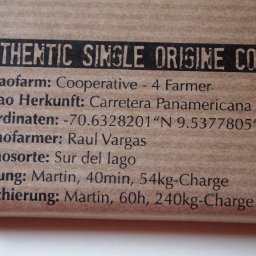 THENTIC SINGLE ORIGINE CO
aofarm: Cooperative - 4 Farmer
ao Herkunft: Carretera Panamericana
rdinaten: -70.6328201“N 9.5377805“
aofarmer: Raul Vargas
aosorte: Sur del lago
ung: Martin, 40min, 54kg-Charge
chierung: Martin, 60h, 240kg-Charge